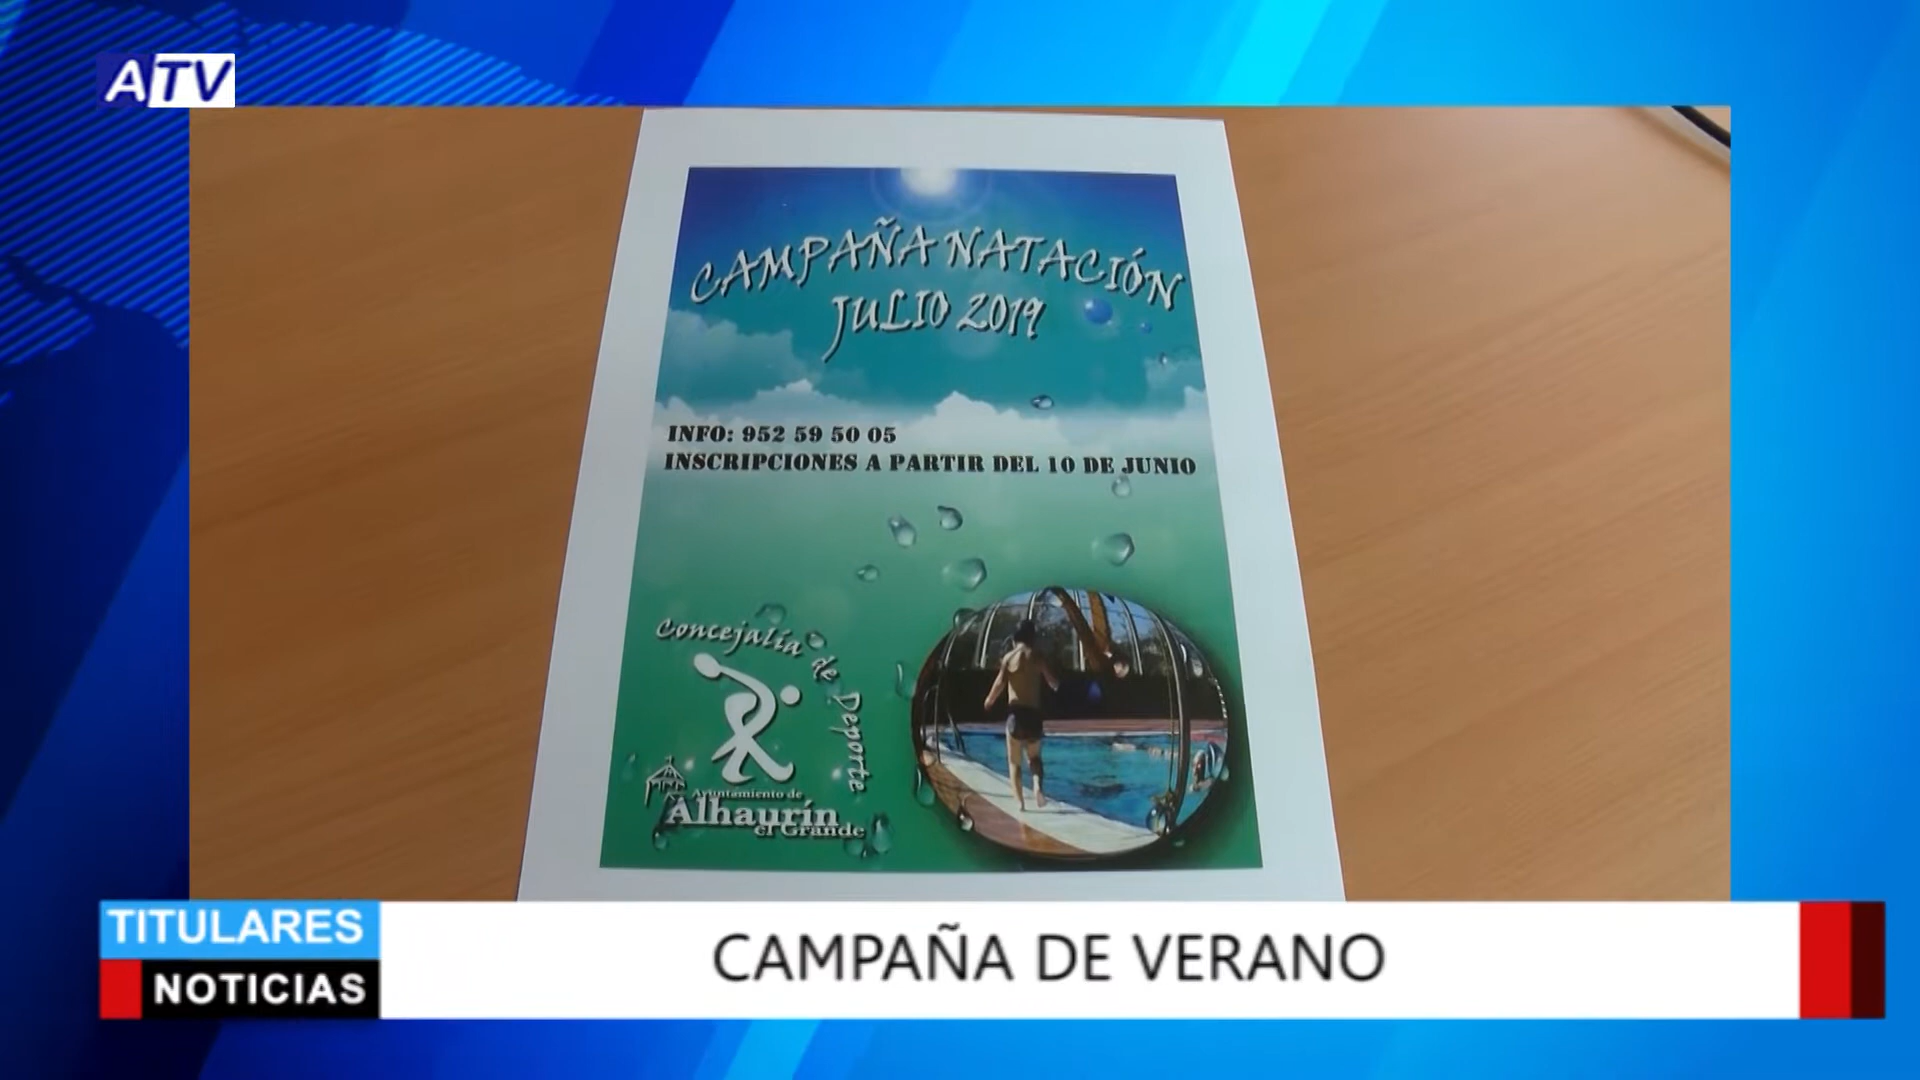 ATV
CAMPAÑA NATACIÓN
JULIO 2019
INFO: 952 59 50 05
INSCRIPCIONES A PARTIR DEL 10 DE JUNIO
Concejalía de Deporte
Ayuntamiento de
Alhaurín
el Grande
TITULARES
NOTICIAS
CAMPAÑA DE VERANO